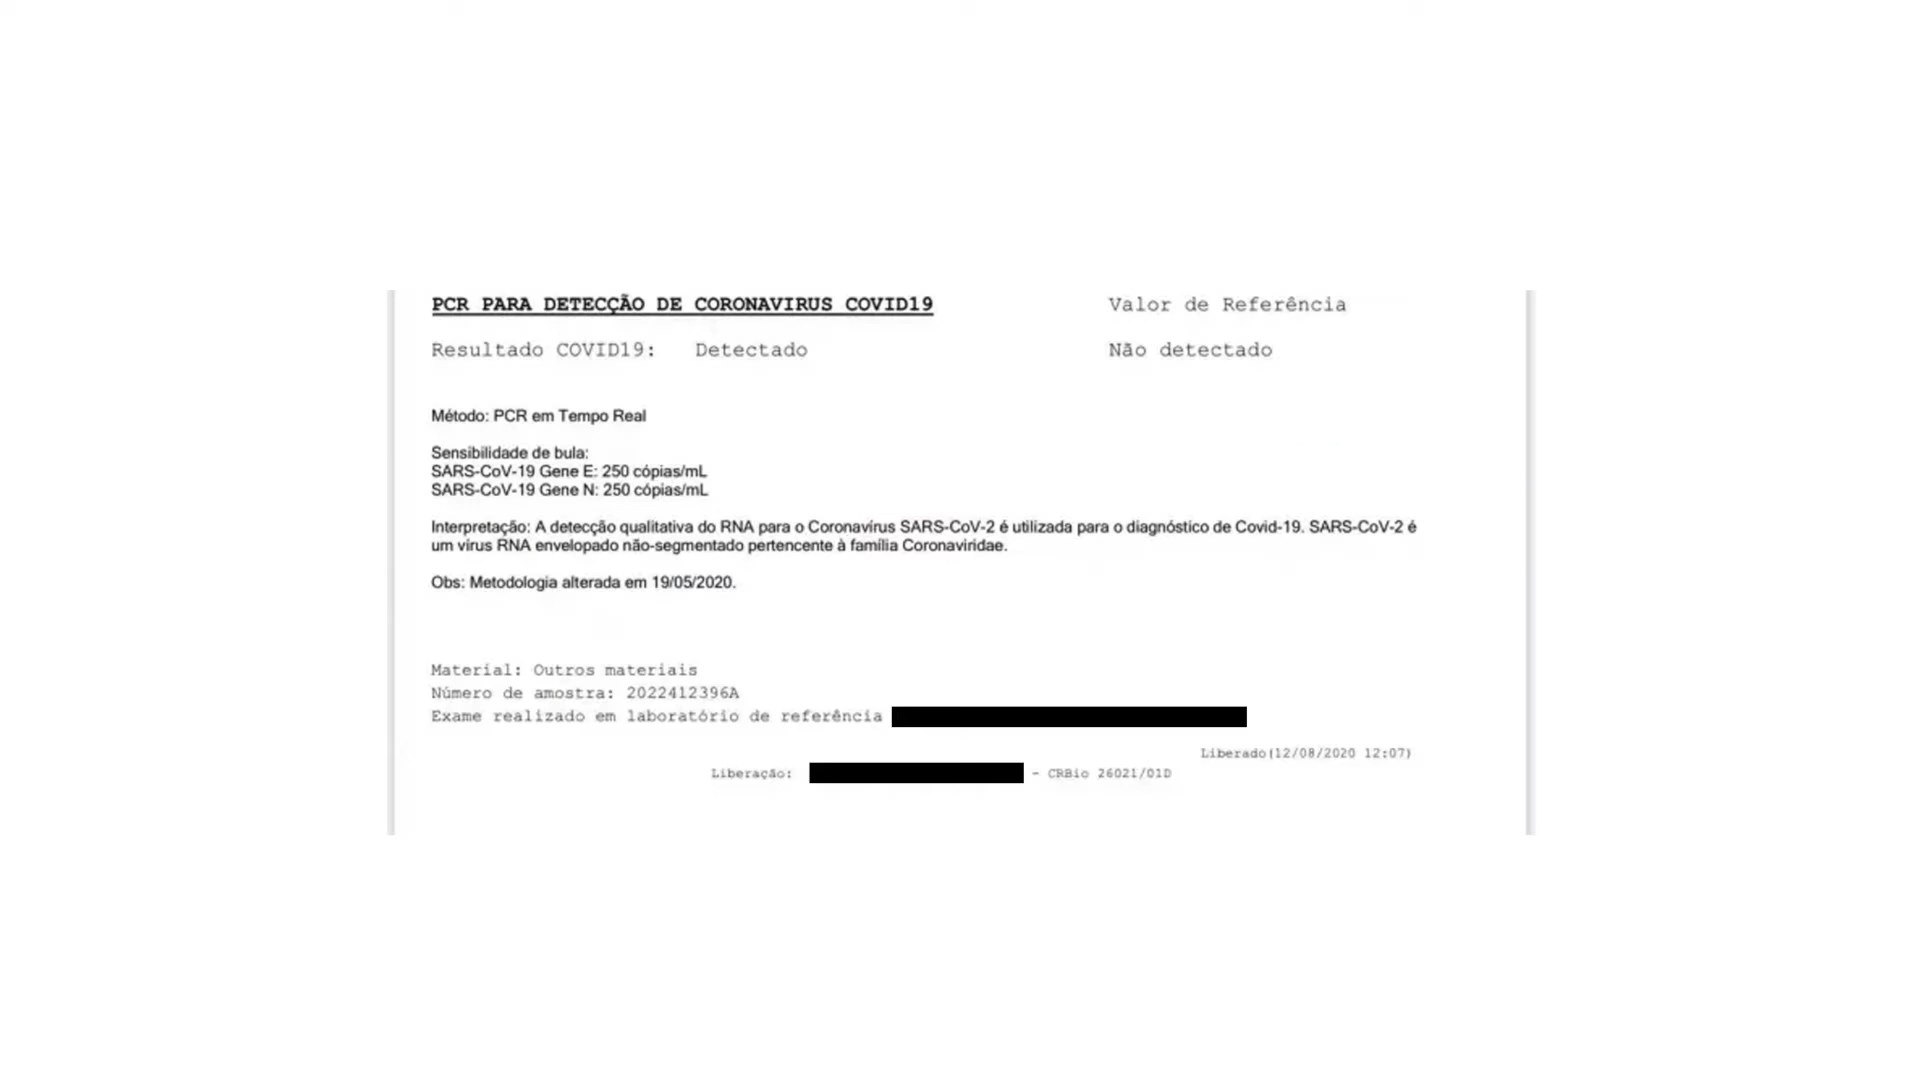 PCR PARA DETECÇÃO DE CORONAVIRUS COVID19 Valor de Referência
Resultado COVID19: Detectado Não detectado
Método: PCR em Tempo Real
Sensibilidade de bula:
SARS-CoV-19 Gene E: 250 cópias/mL
SARS-CoV-19 Gene N: 250 cópias/mL
Interpretação: A detecção qualitativa do RNA para o Coronavírus SARS-CoV-2 é utilizada para o diagnóstico de Covid-19. SARS-CoV-2 é
um vírus RNA envelopado não-segmentado pertencente à família Coronaviridae.
Obs: Metodologia alterada em 19/05/2020.
Material: Outros materiais
Número de amostra: 2022412396A
Exame realizado em laboratório de referência
Liberado(12/08/2020 12:07)
Liberação: - CRBio 26021/01D